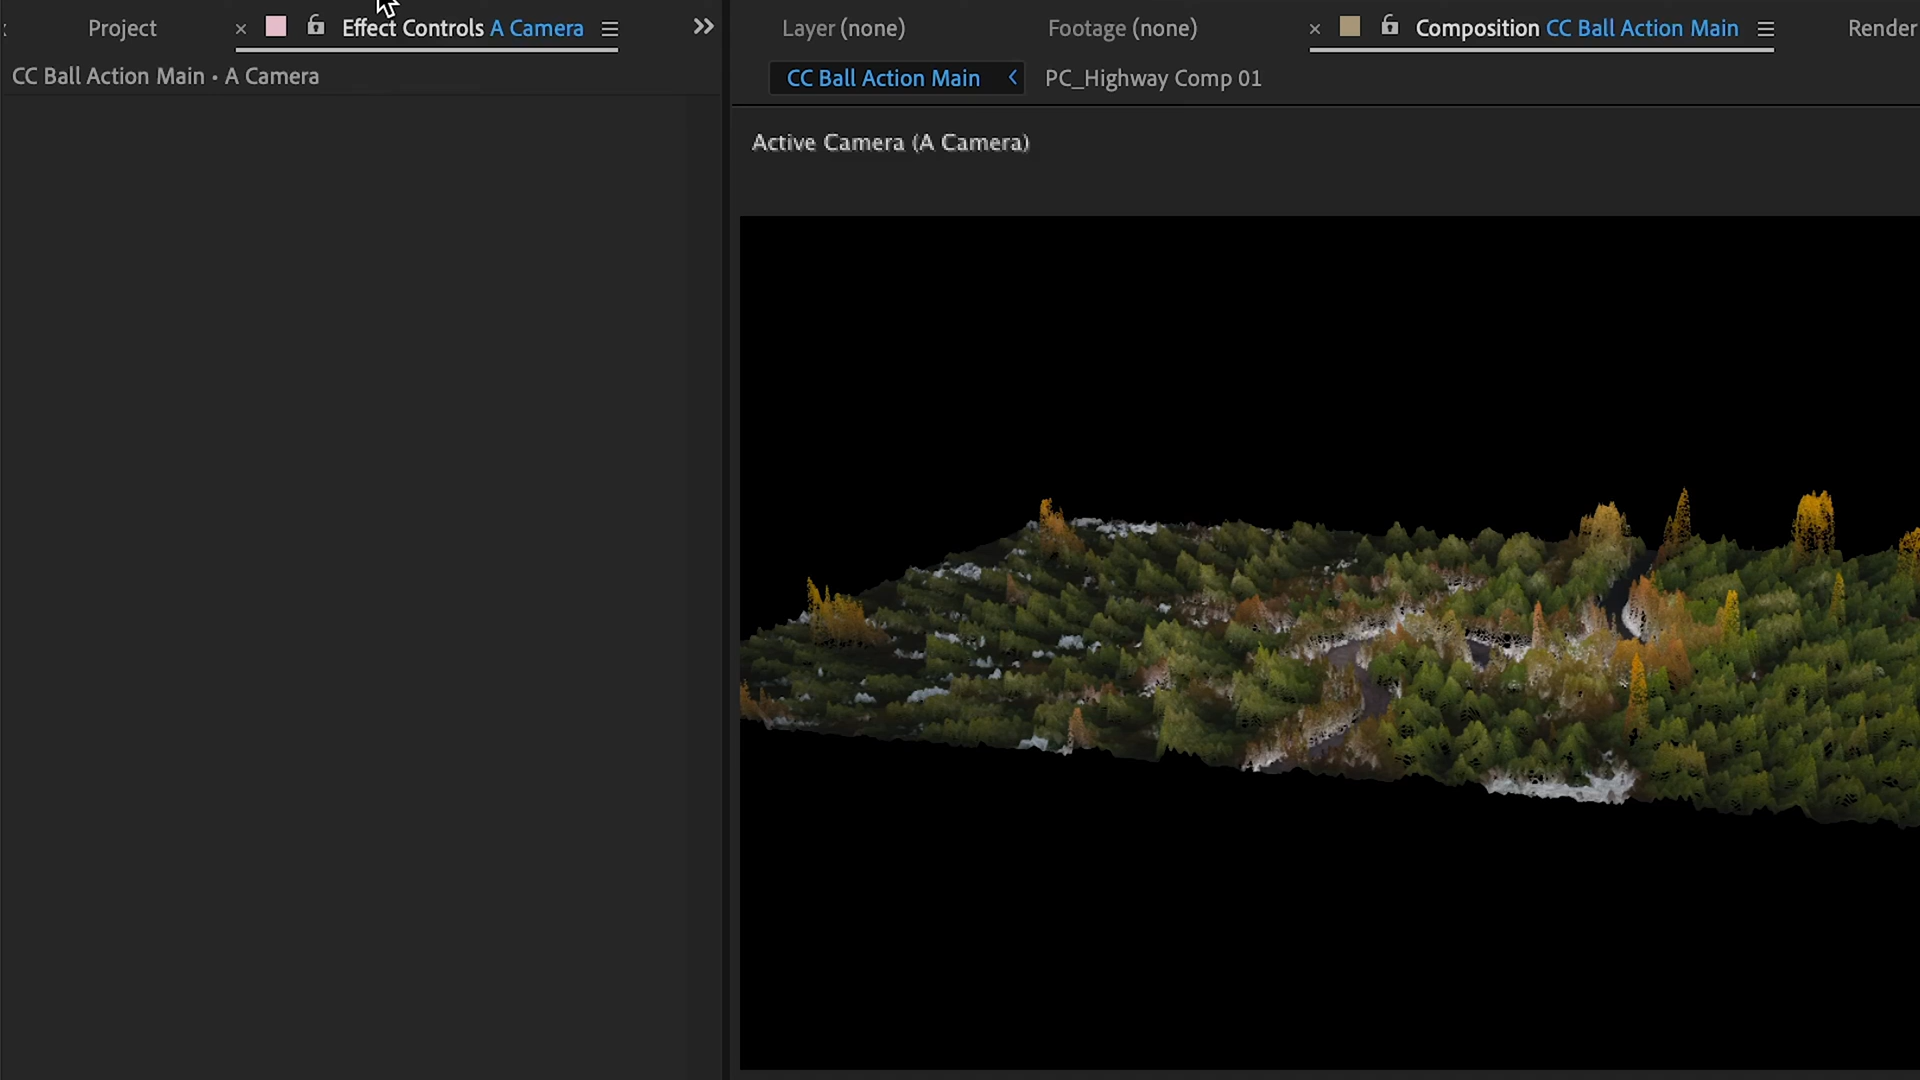 Project
Effect Controls A Camera
CC Ball Action Main • A Camera
Layer (none)
Footage (none)
Composition CC Ball Action Main
Render
CC Ball Action Main
PC_Highway Comp 01
Active Camera (A Camera)